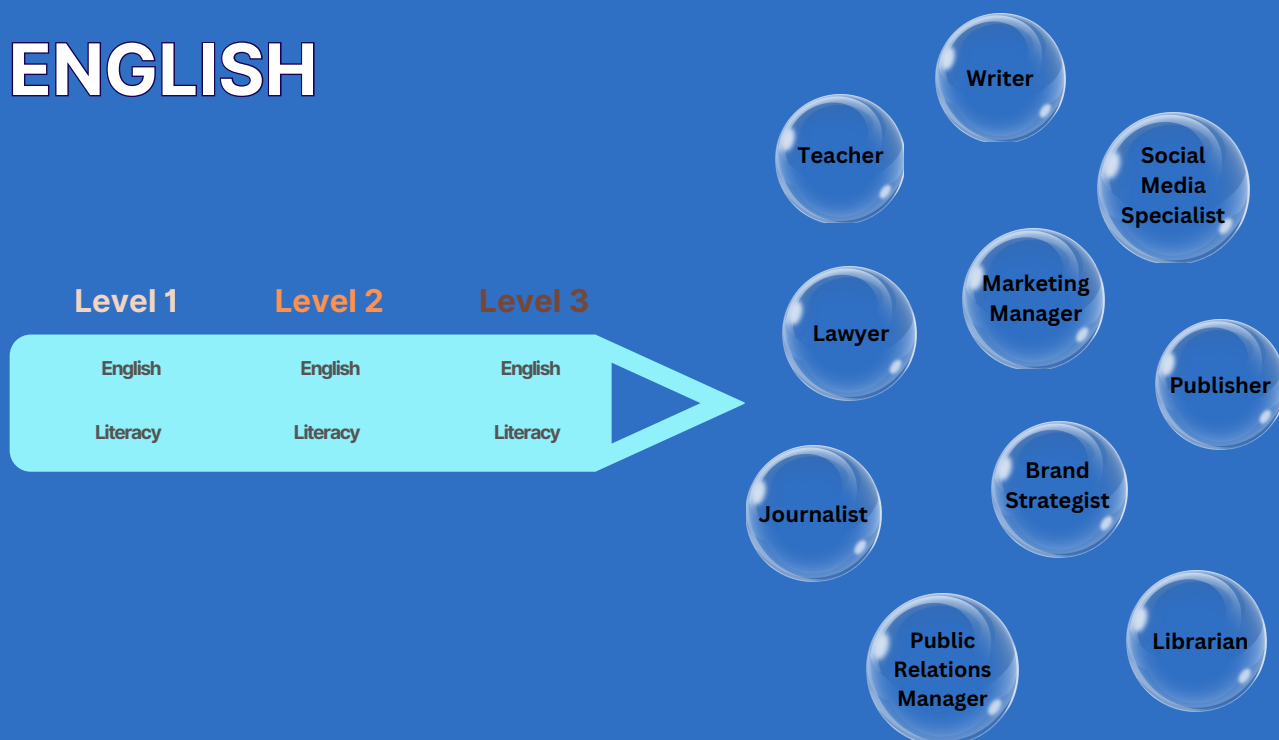 ENGLISH
Level 1
Level 2
Level 3
English
English
English
Literacy
Literacy
Literacy
Writer
Teacher
Social
Media
Specialist
Marketing
Manager
Lawyer
Publisher
Brand
Strategist
Journalist
Public
Relations
Manager
Librarian